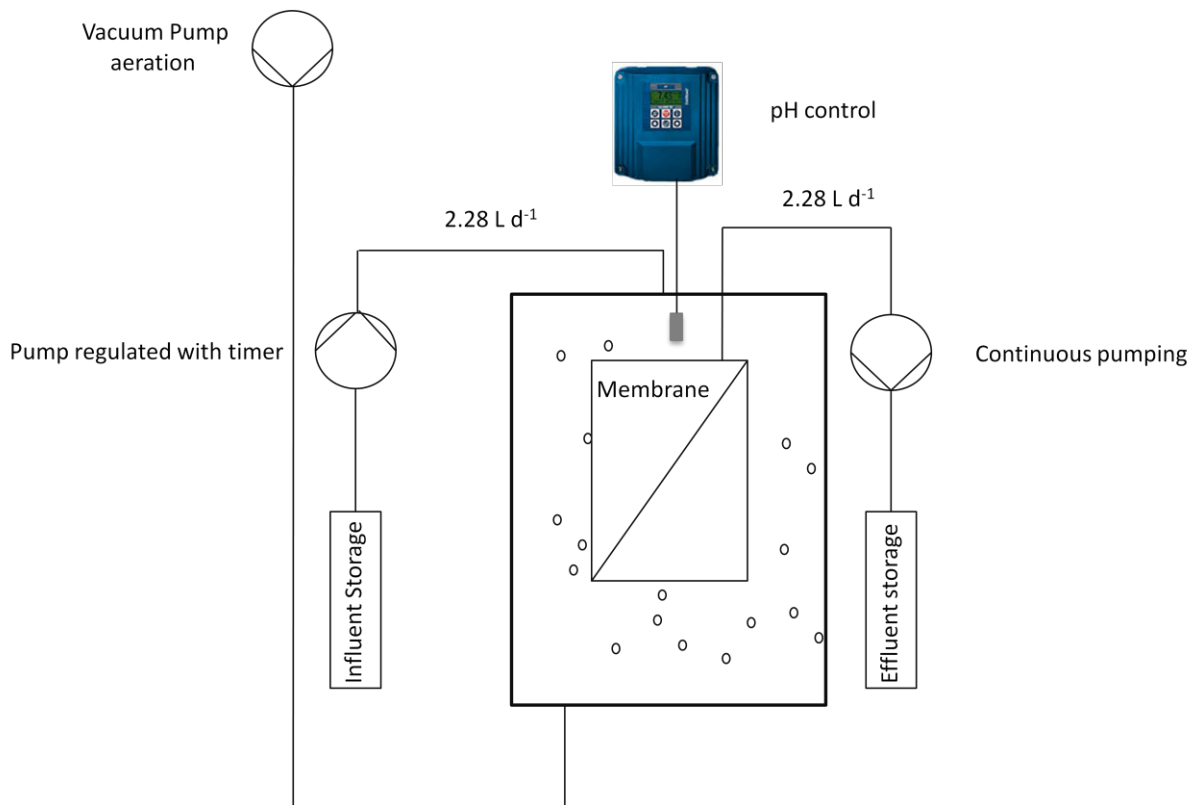 Vacuum Pump
aeration
pH control
2.28 L d-1
2.28 L d-1
Pump regulated with timer
Membrane
Continuous pumping
Influent Storage
Effluent storage